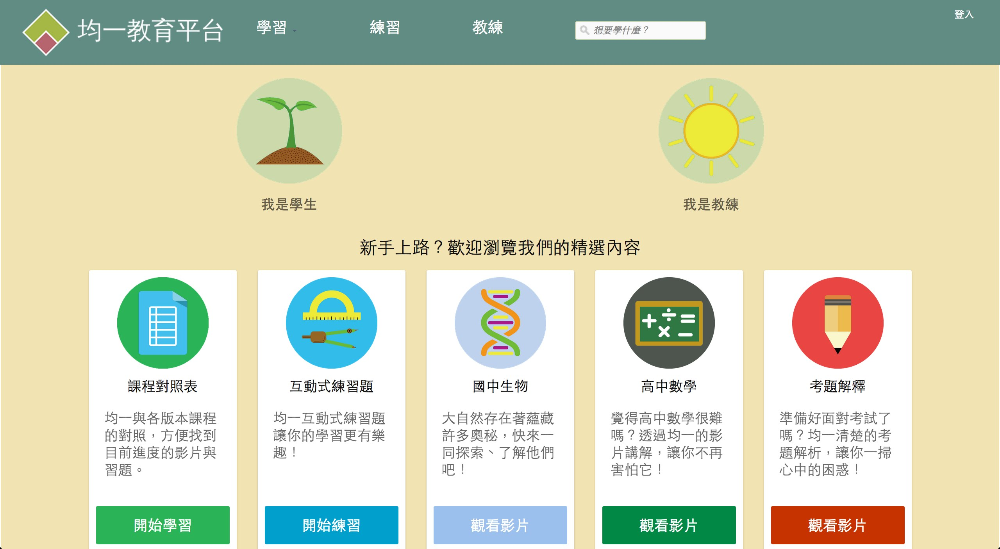 均一教育平台
學習
練習
教練
想要學什麼？
登入
我是學生
我是教練
新手上路？歡迎瀏覽我們的精選內容
課程對照表
均一與各版本課程
的對照，方便找到
目前進度的影片與
習題。
開始學習
互動式練習題
均一互動式練習題
讓你的學習更有樂
趣！
開始練習
國中生物
大自然存在著蘊藏
許多奧秘，快來一
同探索、了解他們
吧！
觀看影片
高中數學
覺得高中數學很難
嗎？透過均一的影
片講解，讓你不再
害怕它！
觀看影片
考題解釋
準備好面對考試了
嗎？均一清楚的考
題解析，讓你一掃
心中的困惑！
觀看影片